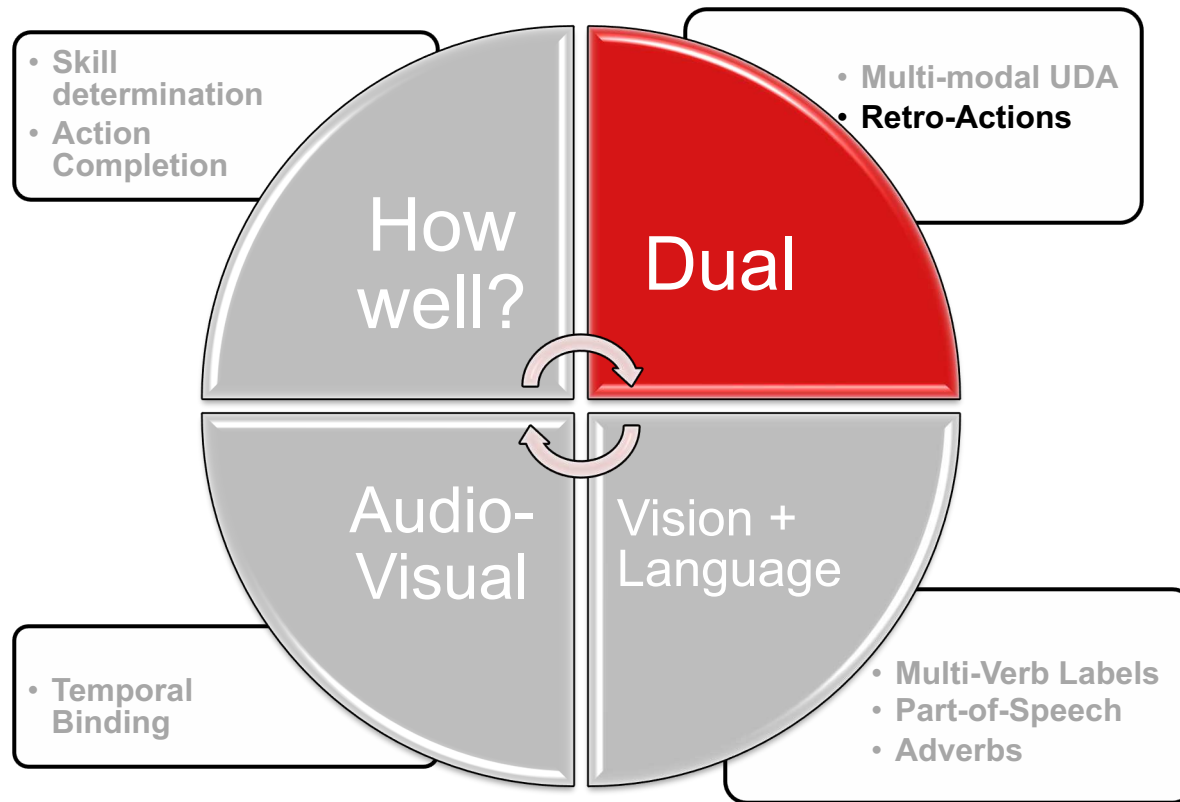 • Skill
determination
• Action
Completion
• Multi-modal UDA
• Retro-Actions
How
well?
Dual
Audio-
Visual
Vision +
Language
• Temporal
Binding
• Multi-Verb Labels
• Part-of-Speech
• Adverbs